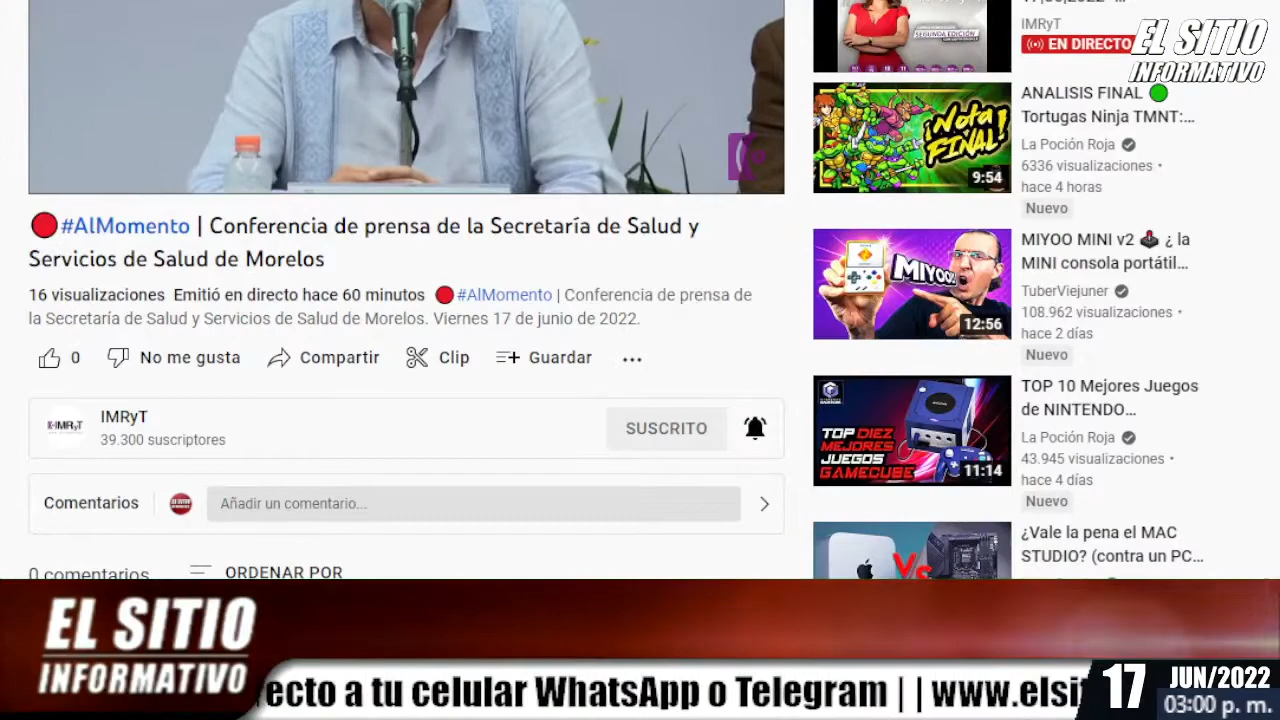 🔴#AlMomento | Conferencia de prensa de la Secretaría de Salud y
Servicios de Salud de Morelos
16 visualizaciones Emitió en directo hace 60 minutos 🔴#AlMomento | Conferencia de prensa de
la Secretaría de Salud y Servicios de Salud de Morelos. Viernes 17 de junio de 2022.
0 No me gusta Compartir Clip Guardar ...
IMRyT
IMRyT
39.300 suscriptores
SUSCRITO
Comentarios
Añadir un comentario...
0 comentarios
ORDENAR POR
SEGUNDA EDICIÓN
IMRyT
EN DIRECTO
EL SITIO
INFORMATIVO
¡Nota
FINAL!
9:54
ANALISIS FINAL 🟢
Tortugas Ninja TMNT:...
La Poción Roja
6336 visualizaciones •
hace 4 horas
Nuevo
MIYOO!
12:56
MIYOO MINI v2 🕹️ ¿ la
MINI consola portátil...
TuberViejuner
108.962 visualizaciones •
hace 2 días
Nuevo
TOP DIEZ
MEJORES
JUEGOS
GAMECUBE
11:14
TOP 10 Mejores Juegos
de NINTENDO...
La Poción Roja
43.945 visualizaciones •
hace 4 días
Nuevo
Vs
¿Vale la pena el MAC
STUDIO? (contra un PC...
EL SITIO
INFORMATIVO
ecto a tu celular WhatsApp o Telegram | | www.elsit
17
JUN/2022
03:00 p. m.